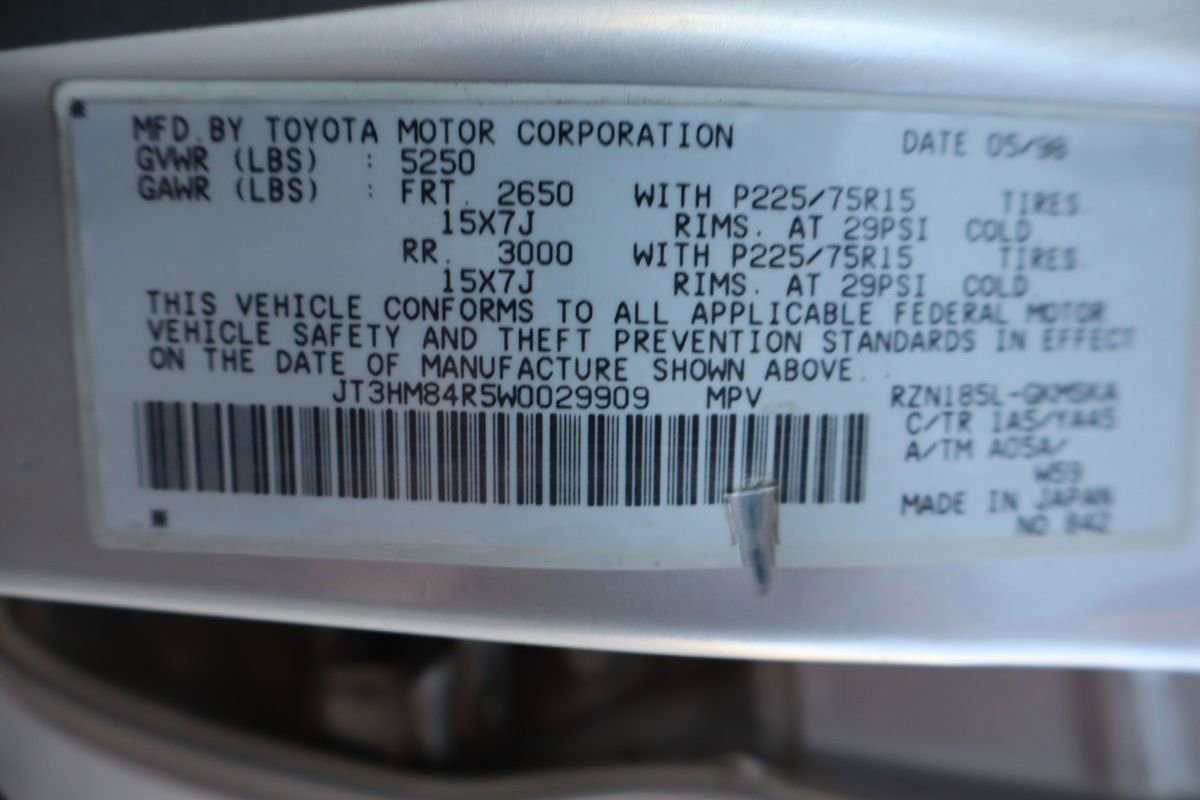 MFD. BY TOYOTA MOTOR CORPORATION DATE 05/98
GVWR (LBS) : 5250
GAWR (LBS) : FRT. 2650 WITH P225/75R15 TIRES
15X7J RIMS. AT 29PSI COLD
RR. 3000 WITH P225/75R15 TIRES.
15X7J RIMS. AT 29PSI COLD
THIS VEHICLE CONFORMS TO ALL APPLICABLE FEDERAL MOTOR
VEHICLE SAFETY AND THEFT PREVENTION STANDARDS IN EFFECT
ON THE DATE OF MANUFACTURE SHOWN ABOVE.
JT3HM84R5W0029909 MPV RZN185L-GKMSKA
C/TR 1A5/YA45
A/TM A05A/
W59
MADE IN JAPAN
NO 842